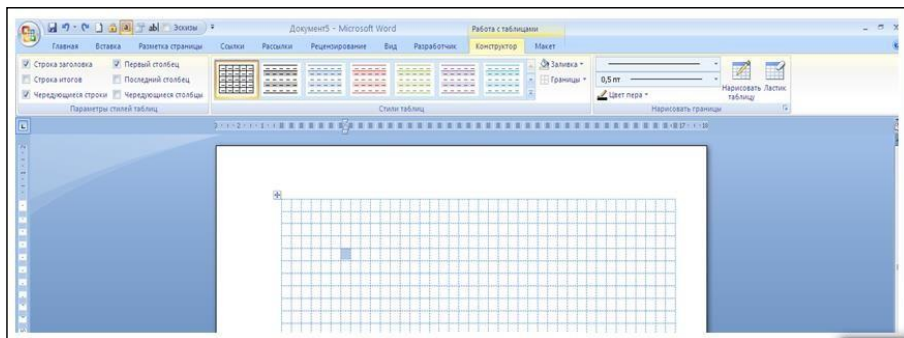 ab| Эскизы
Документ5 - Microsoft Word
Работа с таблицами
Главная Вставка Разметка страницы Ссылки Рассылки Рецензирование Вид Разработчик Конструктор Макет
Строка заголовка Первый столбец
Строка итогов Последний столбец
Чередующиеся строки Чередующиеся столбцы
Параметры стилей таблиц
Стили таблиц
Заливка
Границы
0,5 пт
Цвет пера
Нарисовать таблицу
Ластик
Нарисовать границы